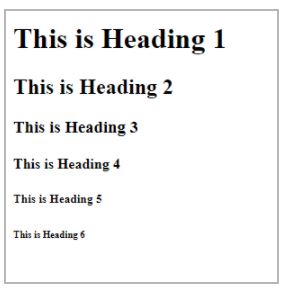 This is Heading 1
This is Heading 2
This is Heading 3
This is Heading 4
This is Heading 5
This is Heading 6